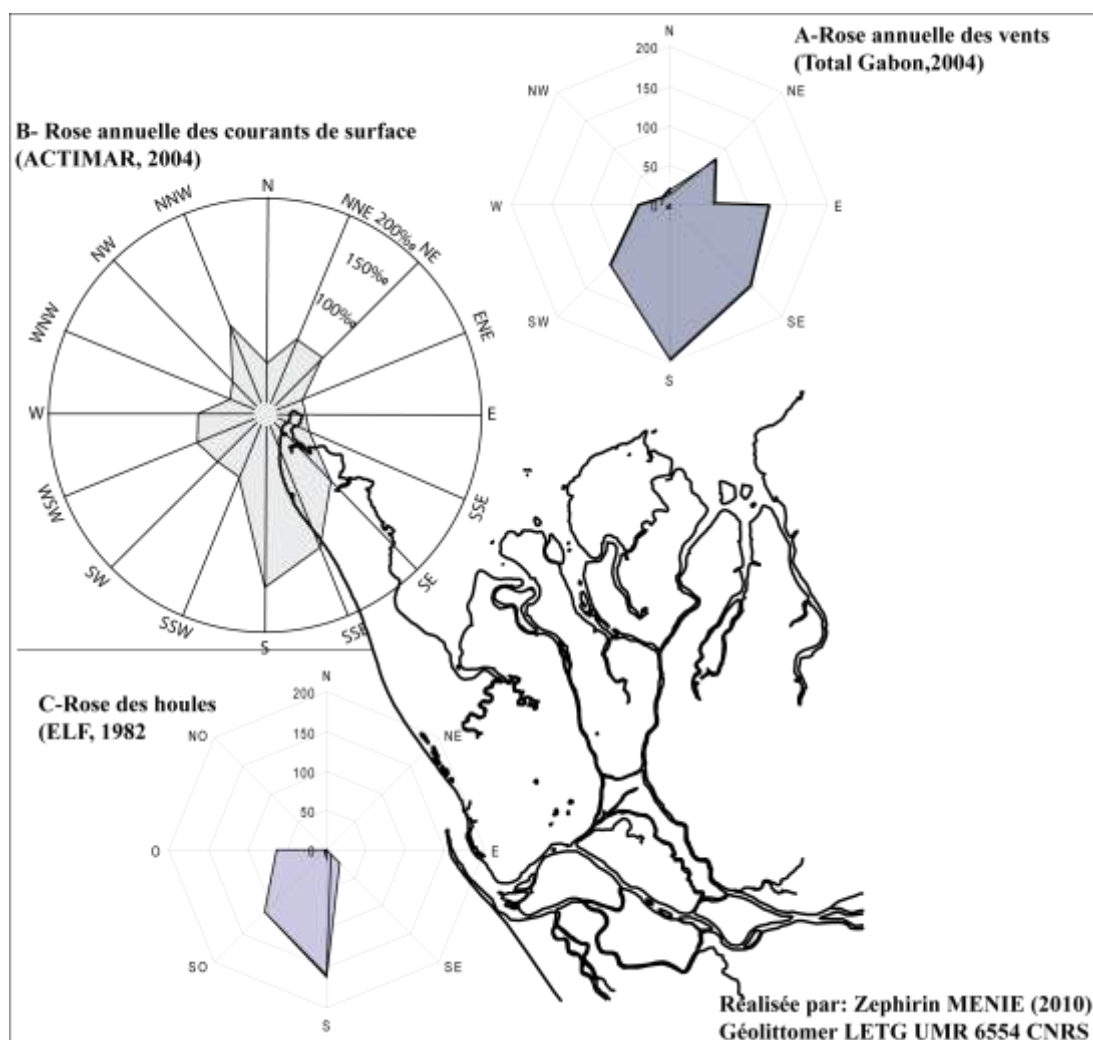 A-Rose annuelle des vents
(Total Gabon,2004)
N
NE
E
SE
S
SW
W
NW
200
150
100
50
0
B- Rose annuelle des courants de surface
(ACTIMAR, 2004)
N
NNE
NE
ENE
E
SSE
SE
SSE
S
SSW
SW
WSW
W
WNW
NW
NNW
200‰
150‰
100‰
C-Rose des houles
(ELF, 1982
N
NE
E
SE
S
SO
O
NO
200
150
100
50
0
Réalisée par: Zephirin MENIE (2010)
Géolittomer LETG UMR 6554 CNRS